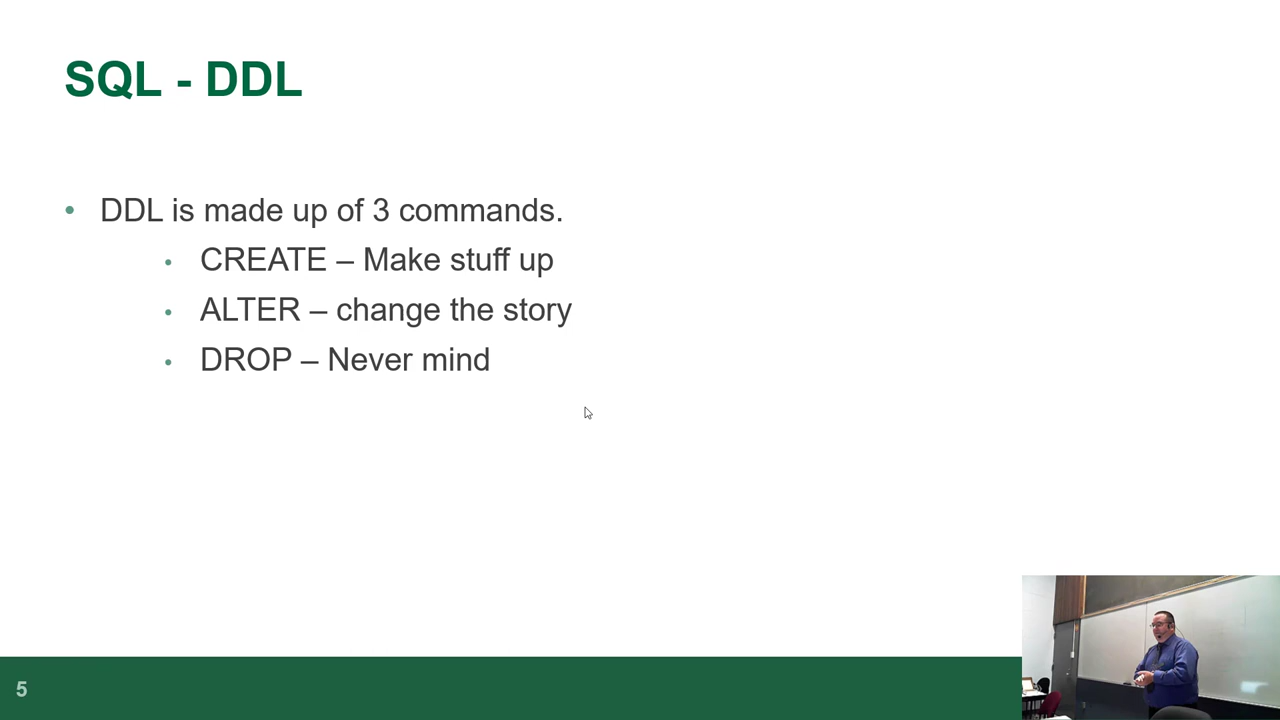 SQL - DDL
• DDL is made up of 3 commands.
• CREATE – Make stuff up
• ALTER – change the story
• DROP – Never mind
5